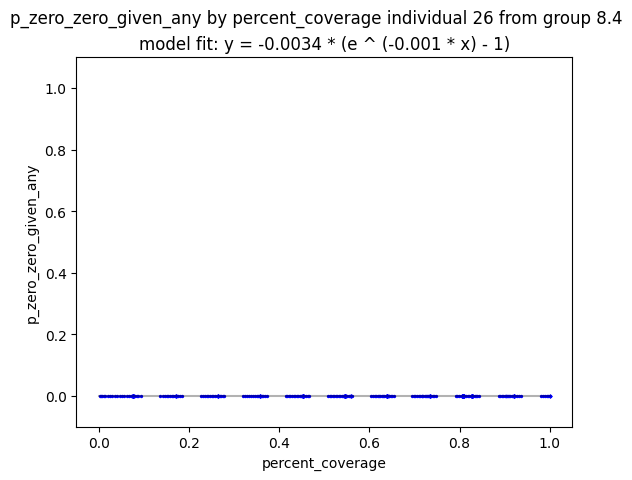 p_zero_zero_given_any by percent_coverage individual 26 from group 8.4
model fit: y = -0.0034 * (e ^ (-0.001 * x) - 1)
1.0
0.8
0.6
0.4
0.2
0.0
p_zero_zero_given_any
0.0 0.2 0.4 0.6 0.8 1.0
percent_coverage